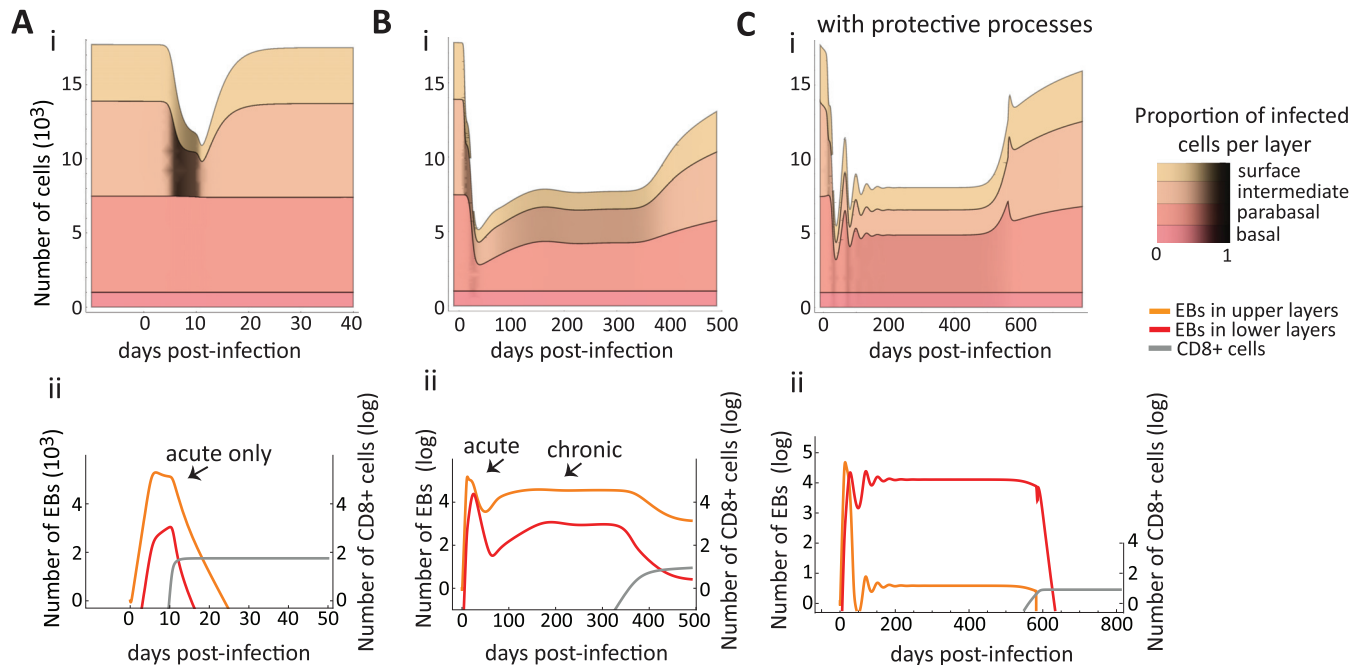 A
i
Number of cells (10³)
15
10
5
0
0 10 20 30 40
days post-infection
B
i
15
10
5
0
0 100 200 300 400 500
days post-infection
C
with protective processes
i
15
10
5
0
0 200 400 600
days post-infection
Proportion of infected
cells per layer
surface
intermediate
parabasal
basal
0 1
EBs in upper layers
EBs in lower layers
CD8+ cells
ii
acute only
Number of EBs (10³)
4
2
0
Number of CD8+ cells (log)
4
2
0
0 10 20 30 40 50
days post-infection
ii
acute
chronic
Number of EBs (log)
4
2
0
Number of CD8+ cells (log)
4
2
0
0 100 200 300 400 500
days post-infection
ii
Number of EBs (log)
5
4
3
2
1
0
Number of CD8+ cells (log)
4
2
0
0 200 400 600 800
days post-infection